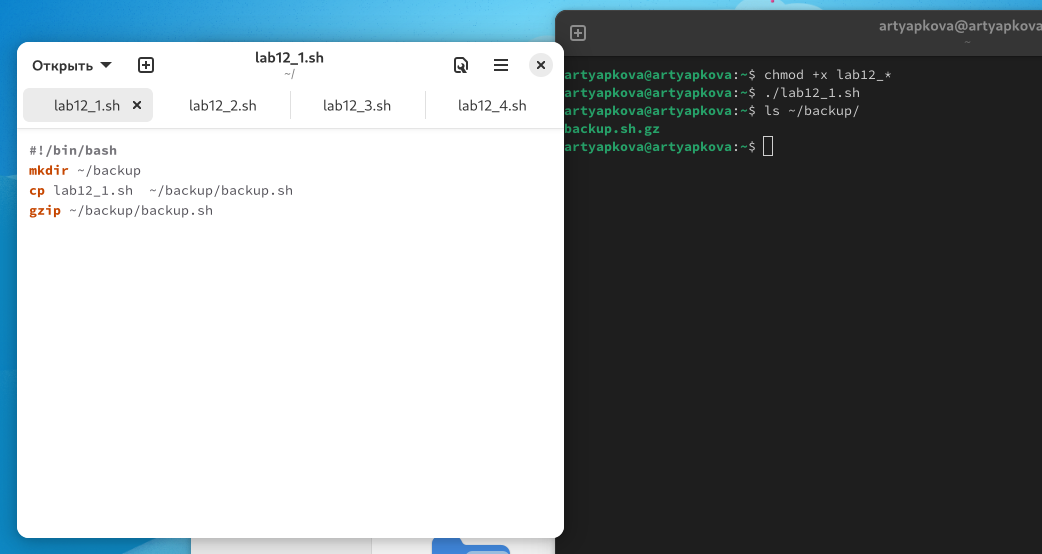 Открыть
lab12_1.sh
~/
lab12_1.sh
lab12_2.sh
lab12_3.sh
lab12_4.sh
#!/bin/bash
mkdir ~/backup
cp lab12_1.sh  ~/backup/backup.sh
gzip ~/backup/backup.sh
artyapkova@artyapkova
~
artyapkova@artyapkova:~$ chmod +x lab12_*
artyapkova@artyapkova:~$ ./lab12_1.sh
artyapkova@artyapkova:~$ ls ~/backup/
backup.sh.gz
artyapkova@artyapkova:~$